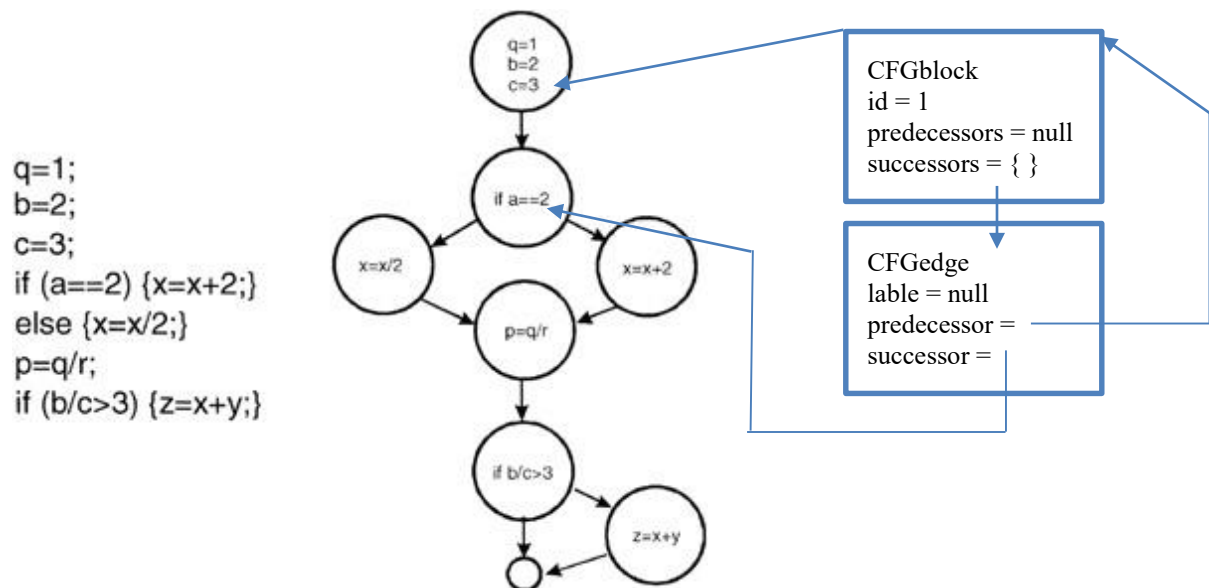 q=1;
b=2;
c=3;
if (a==2) {x=x+2;}
else {x=x/2;}
p=q/r;
if (b/c>3) {z=x+y;}
q=1
b=2
c=3
if a==2
x=x/2
x=x+2
p=q/r
if b/c>3
z=x+y
CFGblock
id = 1
predecessors = null
successors = { }
CFGedge
lable = null
predecessor =
successor =